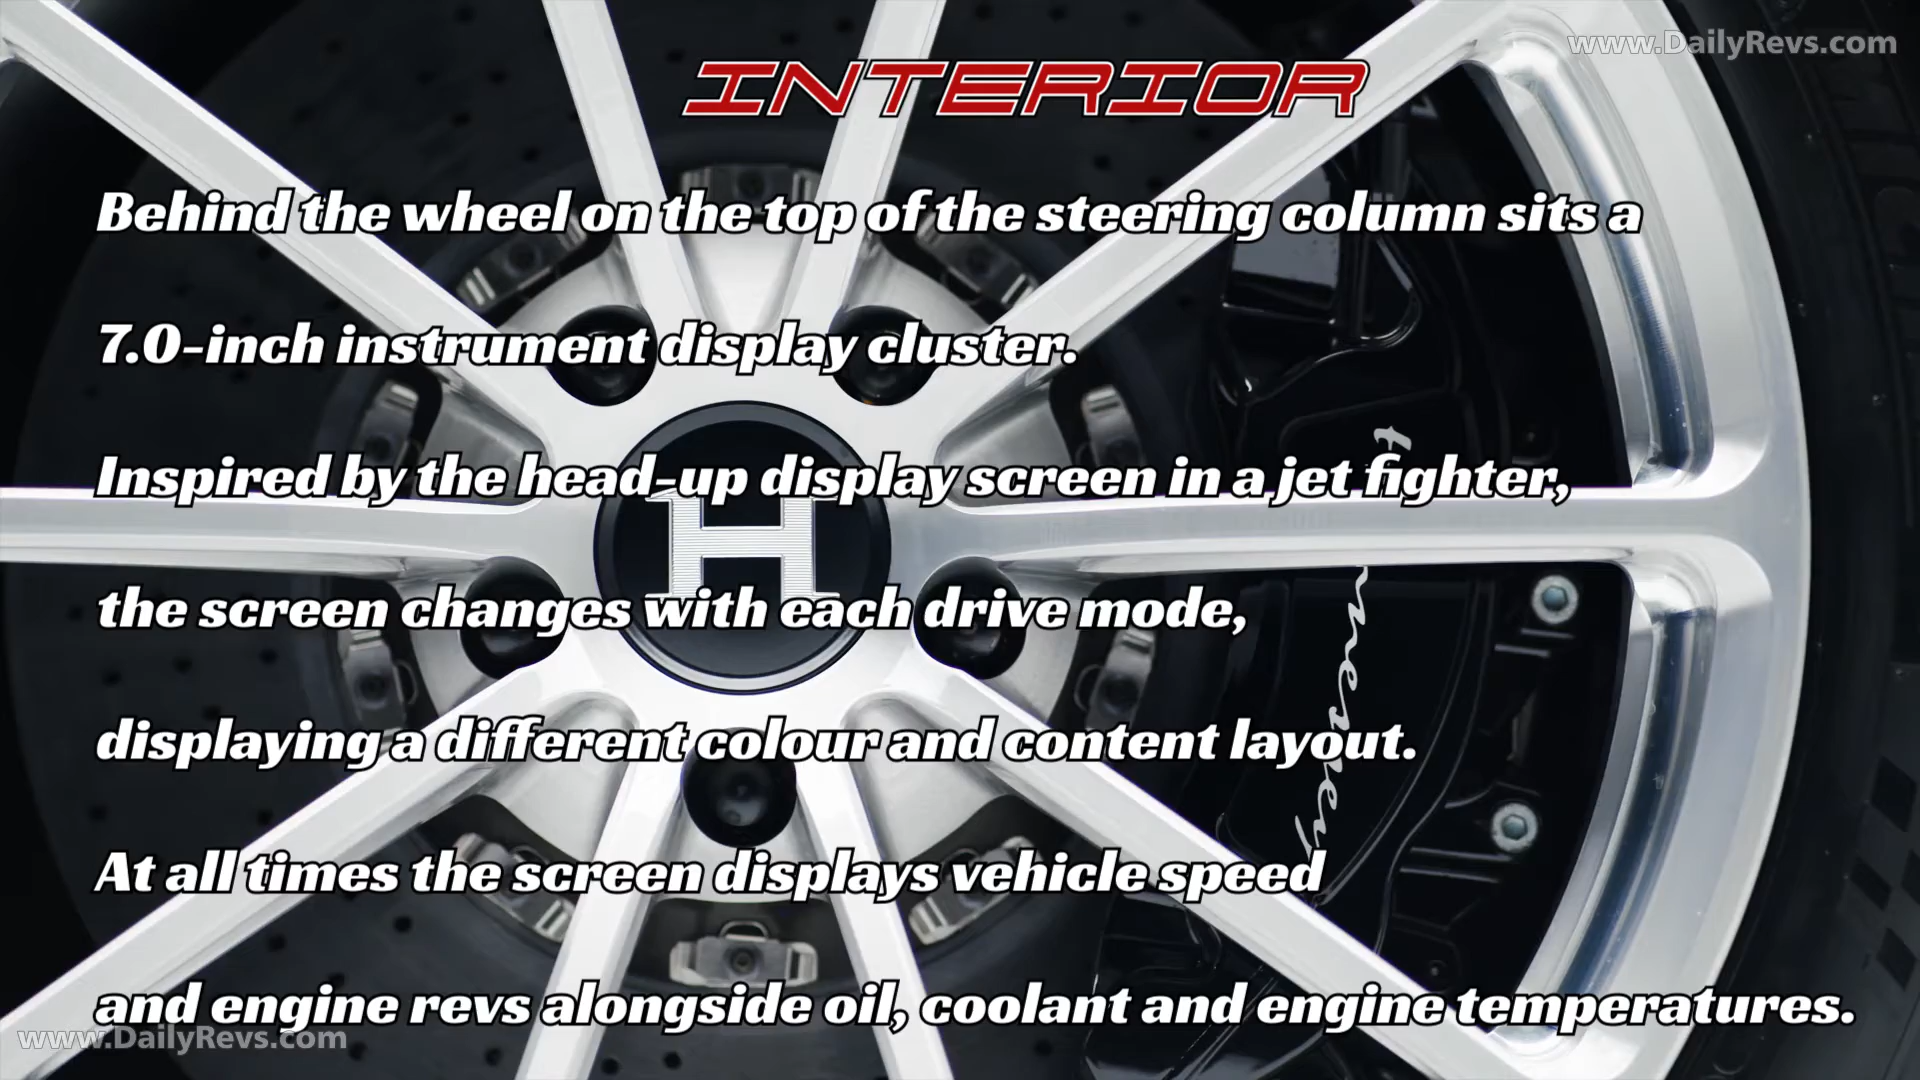 www.DailyRevs.com
INTERIOR
Behind the wheel on the top of the steering column sits a
7.0-inch instrument display cluster.
Inspired by the head-up display screen in a jet fighter,
H
the screen changes with each drive mode,
displaying a different colour and content layout.
At all times the screen displays vehicle speed
and engine revs alongside oil, coolant and engine temperatures.
www.DailyRevs.com